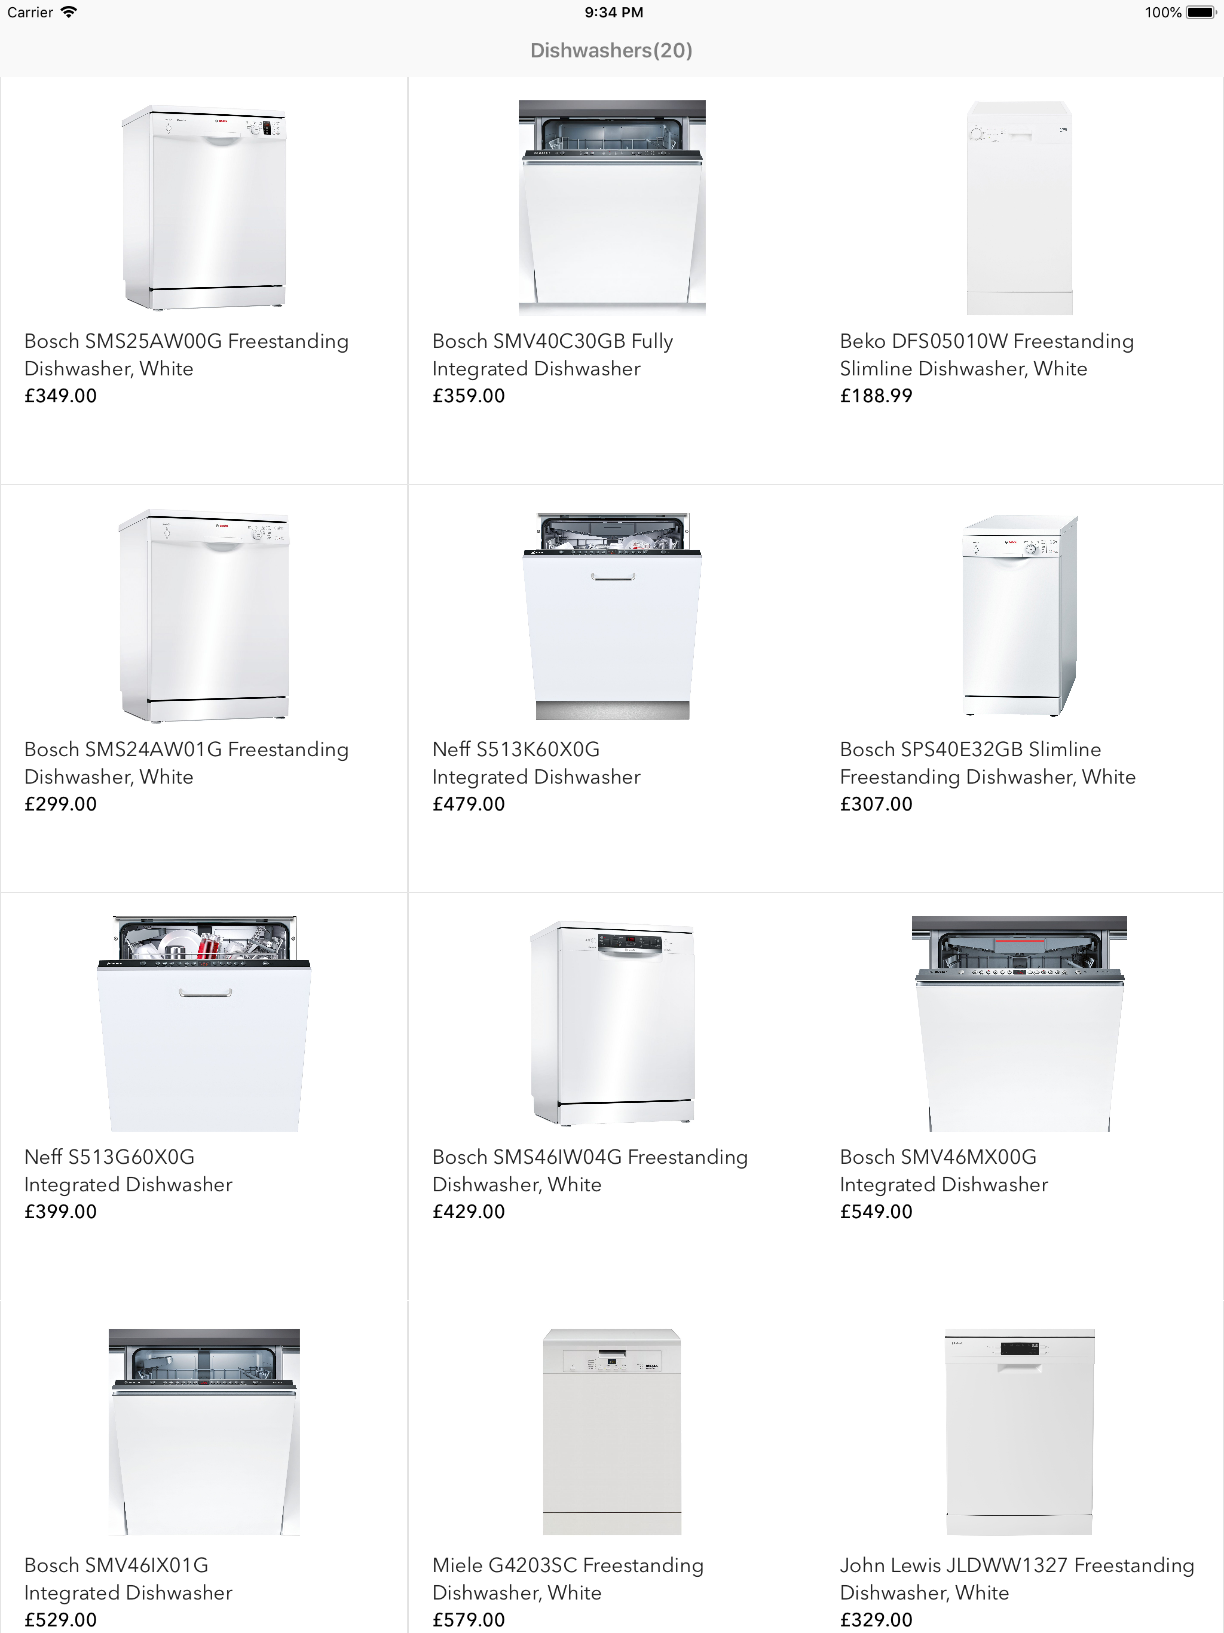 Carrier 9:34 PM 100%
Dishwashers(20)
Bosch SMS25AW00G Freestanding
Dishwasher, White
£349.00
Bosch SMV40C30GB Fully
Integrated Dishwasher
£359.00
Beko DFS05010W Freestanding
Slimline Dishwasher, White
£188.99
Bosch SMS24AW01G Freestanding
Dishwasher, White
£299.00
Neff S513K60X0G
Integrated Dishwasher
£479.00
Bosch SPS40E32GB Slimline
Freestanding Dishwasher, White
£307.00
Neff S513G60X0G
Integrated Dishwasher
£399.00
Bosch SMS46IW04G Freestanding
Dishwasher, White
£429.00
Bosch SMV46MX00G
Integrated Dishwasher
£549.00
Bosch SMV46IX01G
Integrated Dishwasher
£529.00
Miele G4203SC Freestanding
Dishwasher, White
£579.00
John Lewis JLDWW1327 Freestanding
Dishwasher, White
£329.00